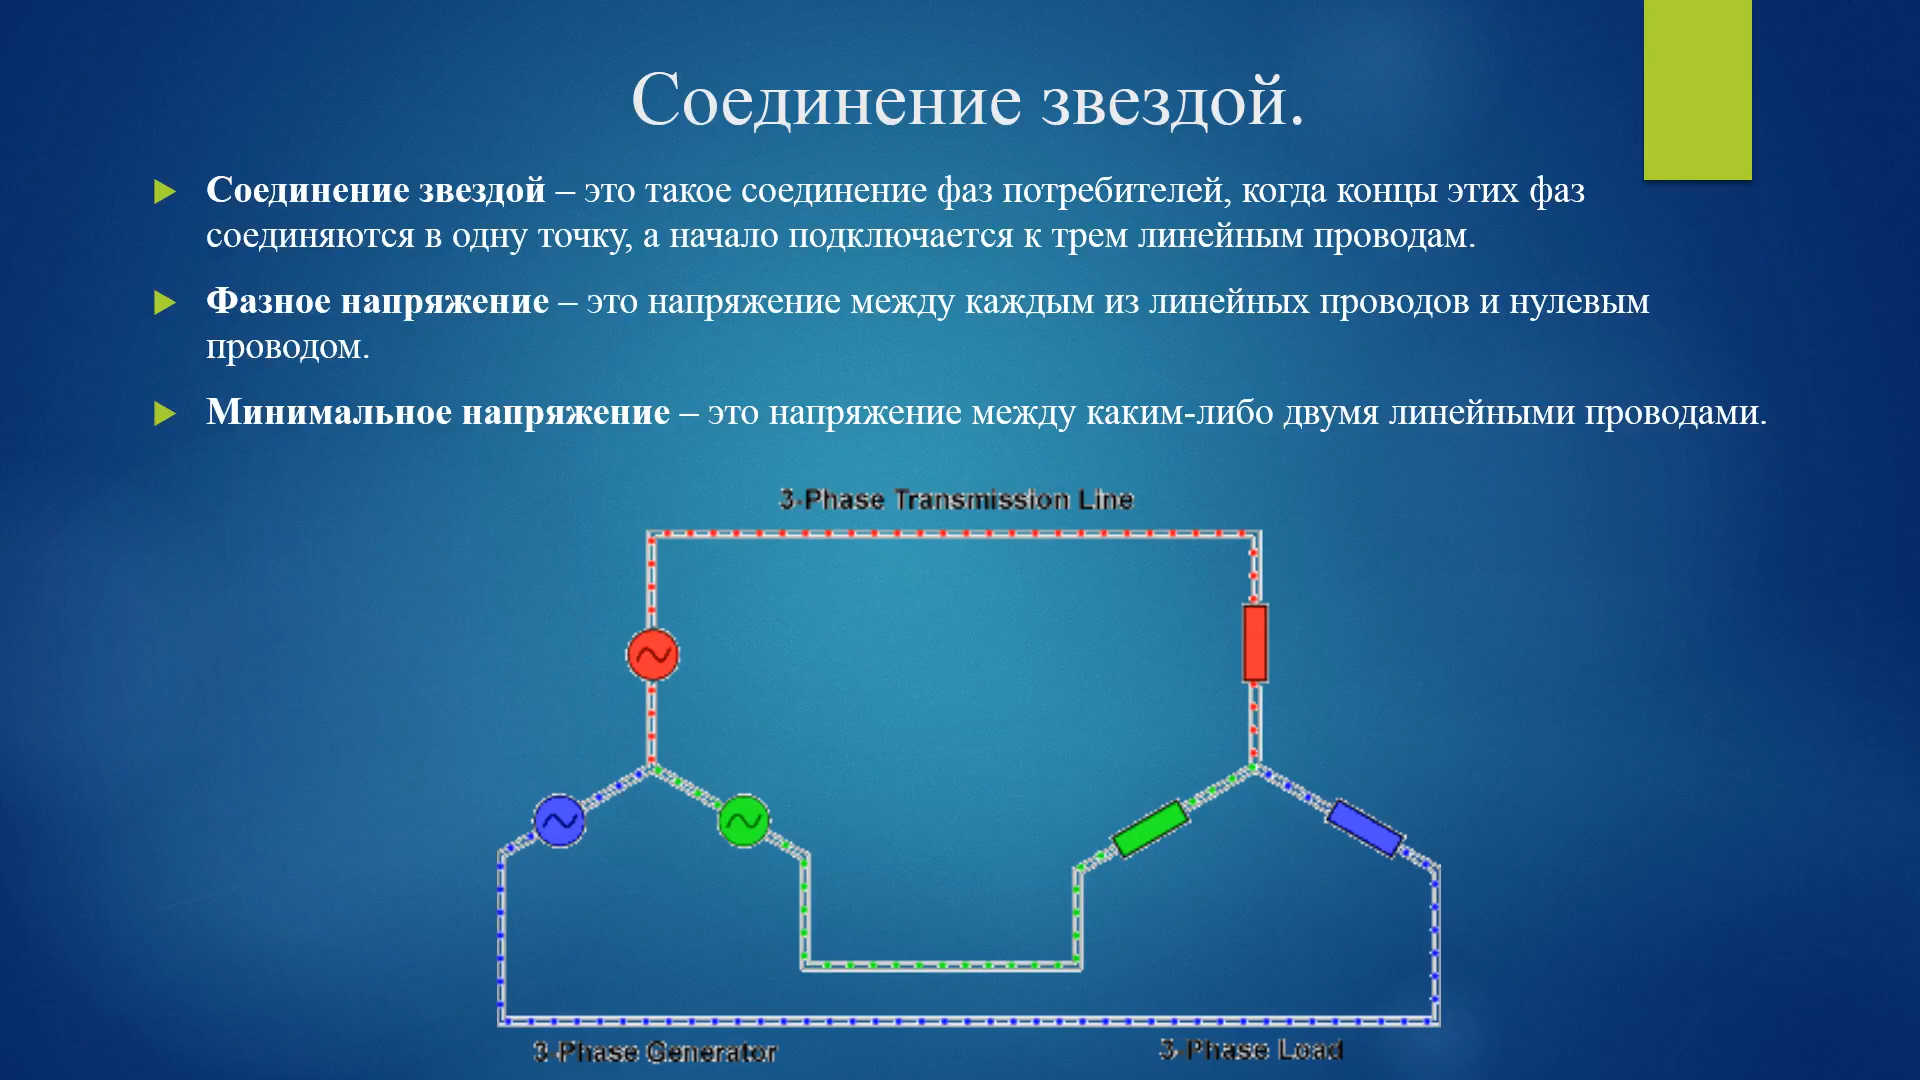 Соединение звездой.
Соединение звездой – это такое соединение фаз потребителей, когда концы этих фаз
соединяются в одну точку, а начало подключается к трем линейным проводам.
Фазное напряжение – это напряжение между каждым из линейных проводов и нулевым
проводом.
Минимальное напряжение – это напряжение между каким-либо двумя линейными проводами.
3-Phase Transmission Line
3-Phase Generator
3-Phase Load